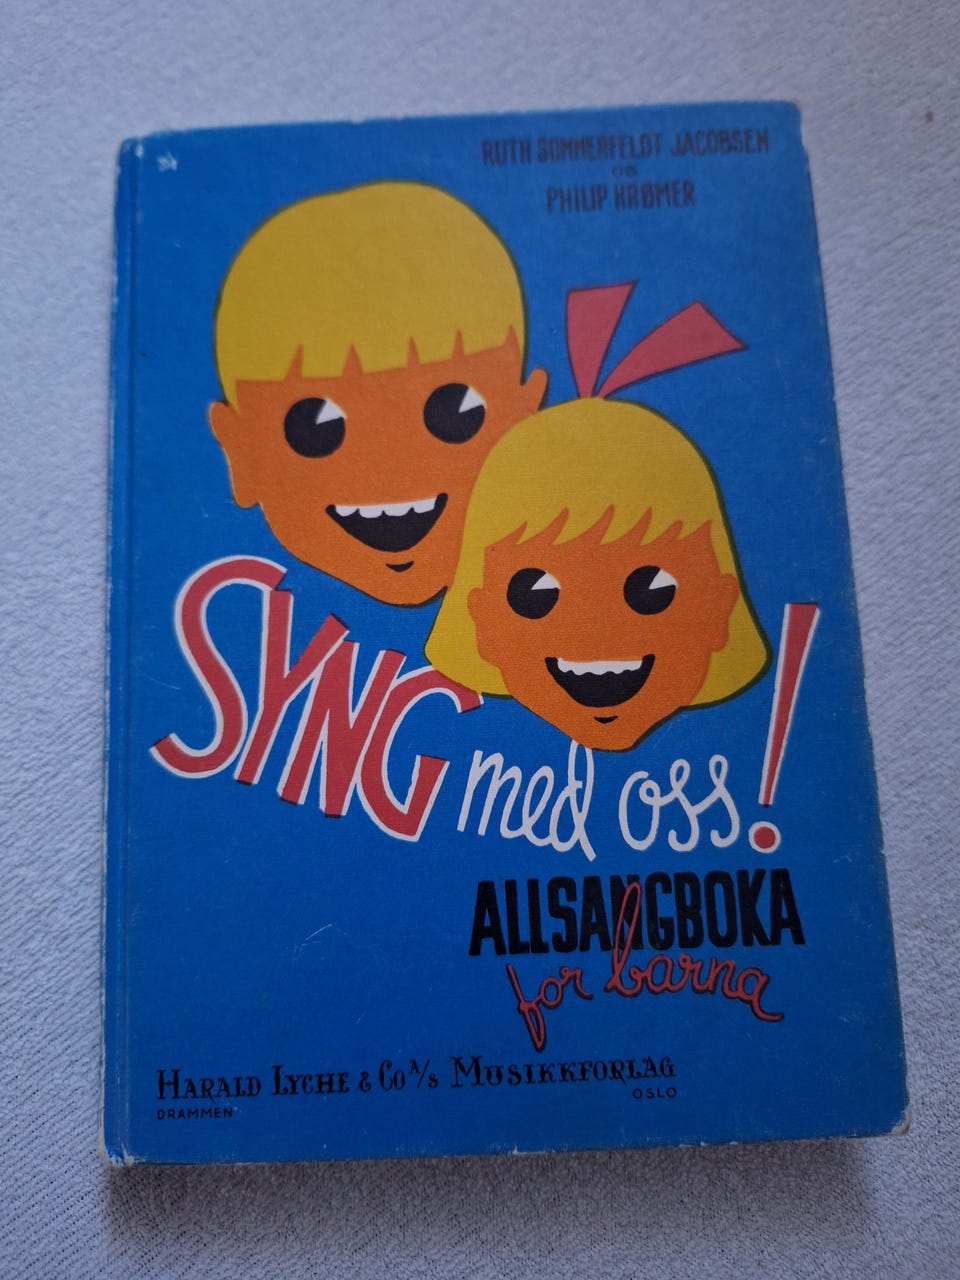 RUTH SOMMERFELDT JACOBSEN
OG
PHILIP KRØMER
SYNG med oss!
ALLSANGBOKA
for barna
HARALD LYCHE & Co A/S MUSIKKFORLAG
DRAMMEN OSLO